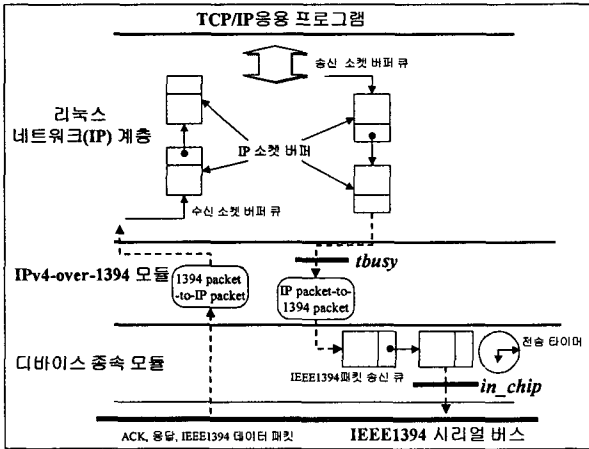 TCP/IP응용 프로그램
송신 소켓 버퍼 큐
리눅스
네트워크(IP) 계층
IP 소켓 버퍼
수신 소켓 버퍼 큐
tbusy
IPv4-over-1394 모듈
1394 packet
-to-IP packet
IP packet-to-
1394 packet
디바이스 종속 모듈
전송 타이머
IEEE1394패킷 송신 큐
in_chip
ACK, 응답, IEEE1394 데이터 패킷
IEEE1394 시리얼 버스